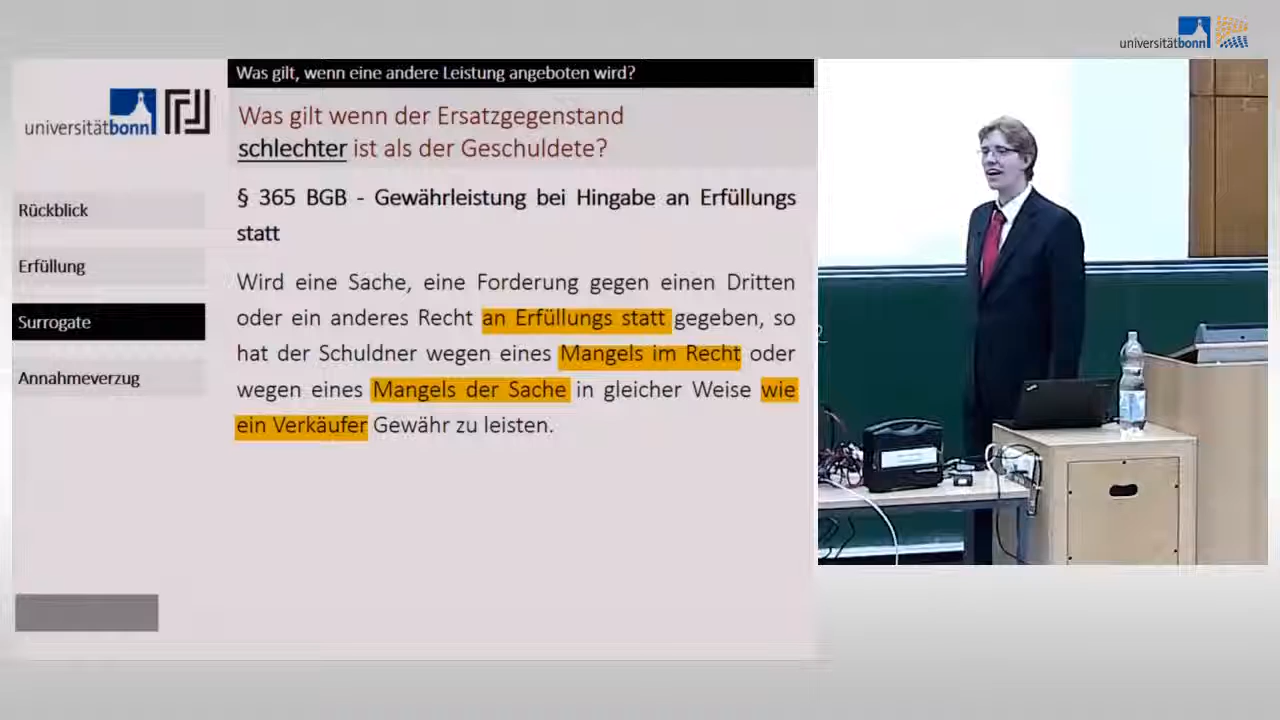 universitätbonn
Was gilt, wenn eine andere Leistung angeboten wird?
universitätbonn
Was gilt wenn der Ersatzgegenstand
schlechter ist als der Geschuldete?
§ 365 BGB - Gewährleistung bei Hingabe an Erfüllungs
statt
Rückblick
Erfüllung
Surrogate
Annahmeverzug
Wird eine Sache, eine Forderung gegen einen Dritten
oder ein anderes Recht an Erfüllungs statt gegeben, so
hat der Schuldner wegen eines Mangels im Recht oder
wegen eines Mangels der Sache in gleicher Weise wie
ein Verkäufer Gewähr zu leisten.